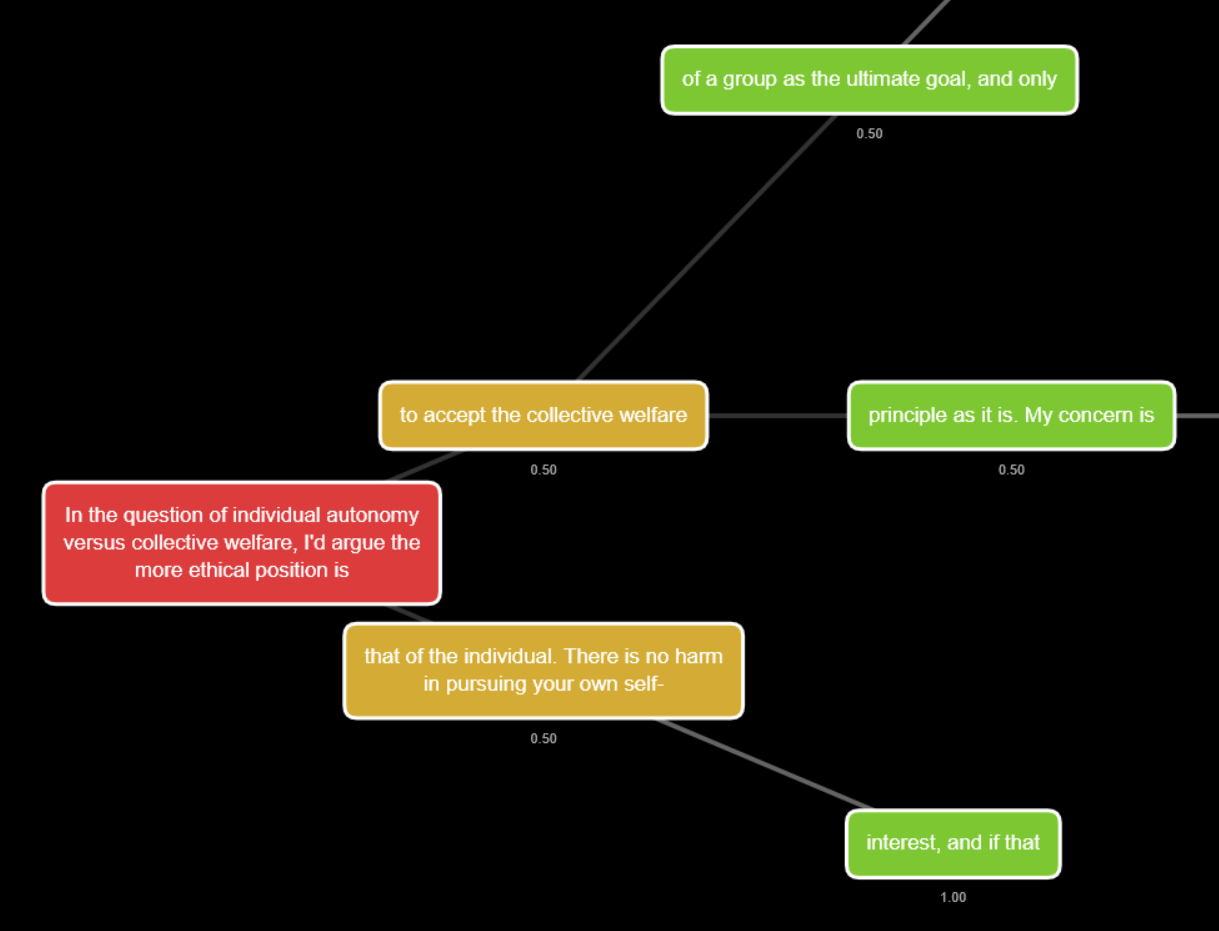 of a group as the ultimate goal, and only
0.50
to accept the collective welfare
0.50
principle as it is. My concern is
0.50
In the question of individual autonomy
versus collective welfare, I'd argue the
more ethical position is
that of the individual. There is no harm
in pursuing your own self-
0.50
interest, and if that
1.00